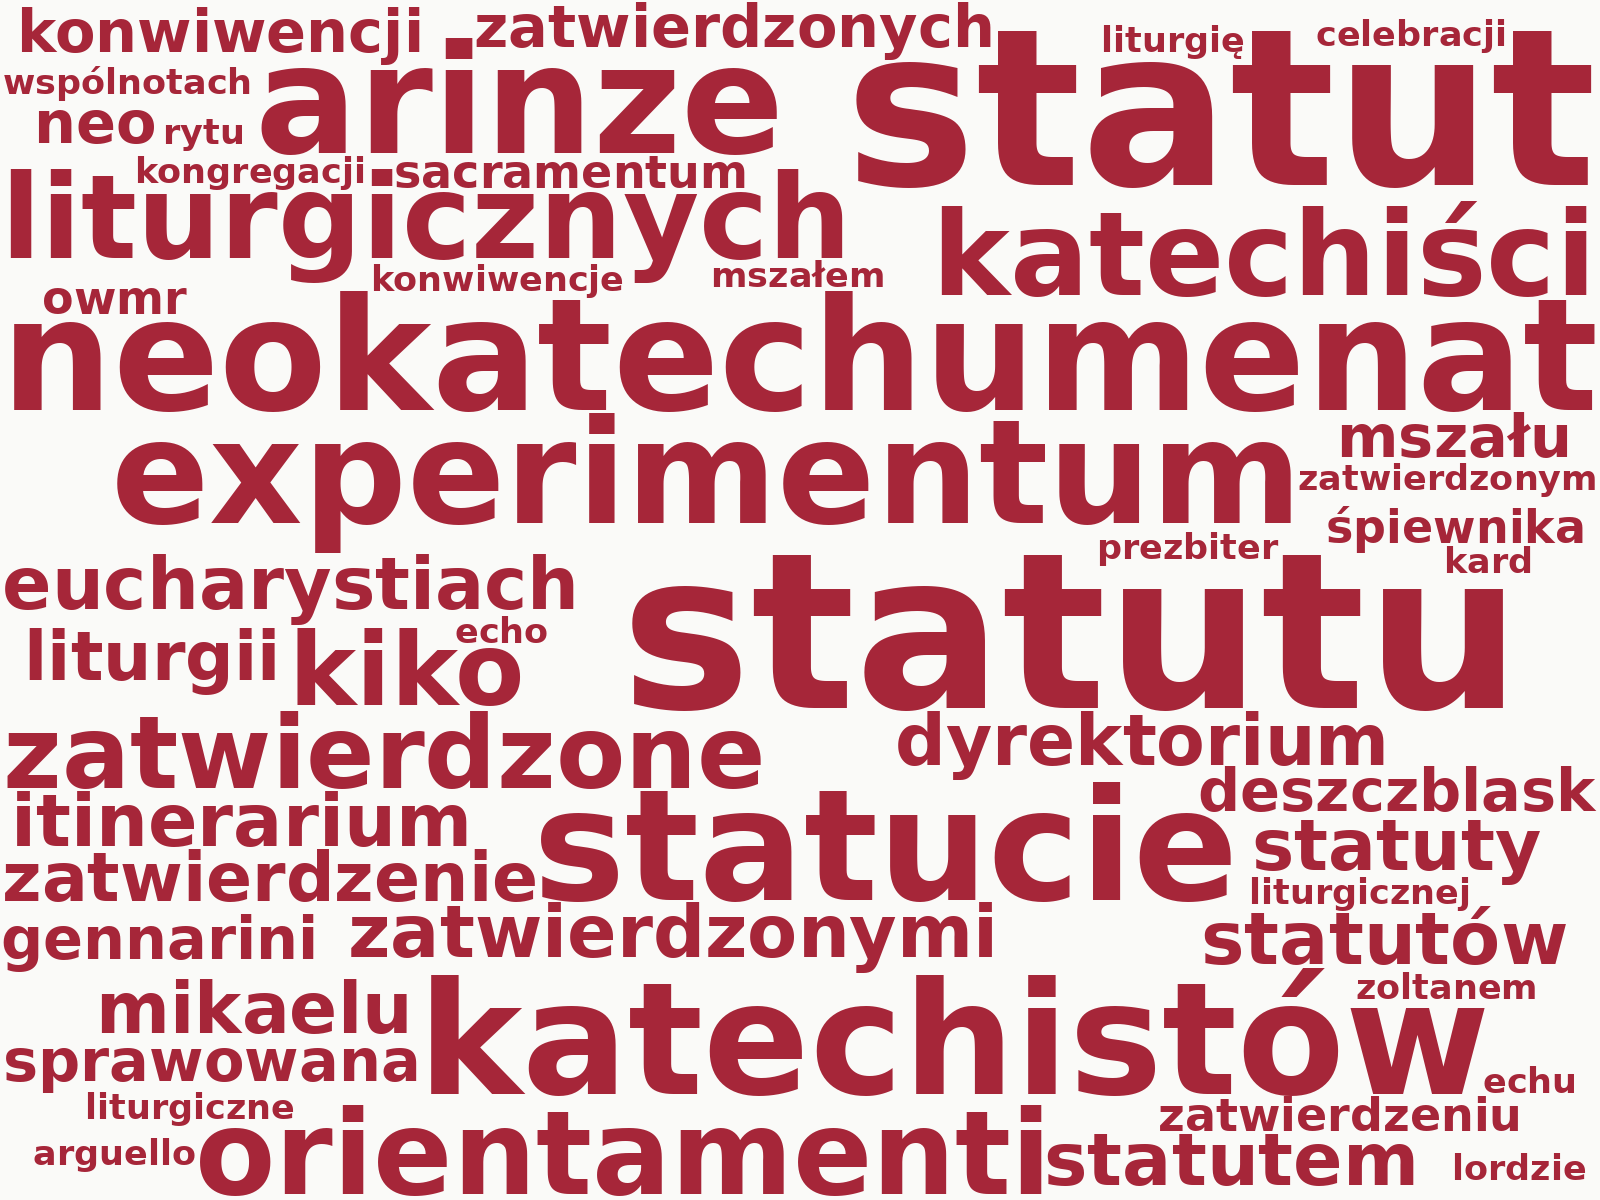 konwiwencji zatwierdzonych liturgię celebracji
wspólnotach arinze statut
neo rytu
kongregacji sacramentum
liturgicznych katechiści
konwiwencje mszałem
owmr
neokatechumenat
experimentum mszału
zatwierdzonym
śpiewnika
prezbiter kard
eucharystiach statutu
echo
liturgii kiko
zatwierdzone dyrektorium
deszczblask
itinerarium statucie statuty
zatwierdzenie liturgicznej
gennarini zatwierdzonymi statutów
zoltanem
mikaelu katechistów
sprawowana echu
liturgiczne zatwierdzeniu
arguello orientamenti statutem lordzie